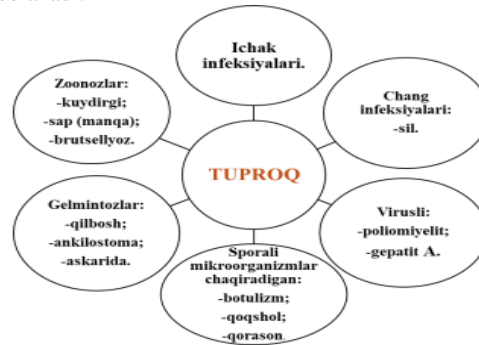 Ichak
infeksiyalari.
Zoonozlar:
-kuydirgi;
-sap (manqa);
-brutsellyoz.
Chang
infeksiyalari:
-sil.
TUPROQ
Gelmintozlar:
-qilbosh;
-ankilostoma;
-askarida.
Virusli:
-poliomiyelit;
-gepatit A.
Sporali
mikroorganizmlar
chaqiradigan:
-botulizm;
-qoqshol;
-qorason.